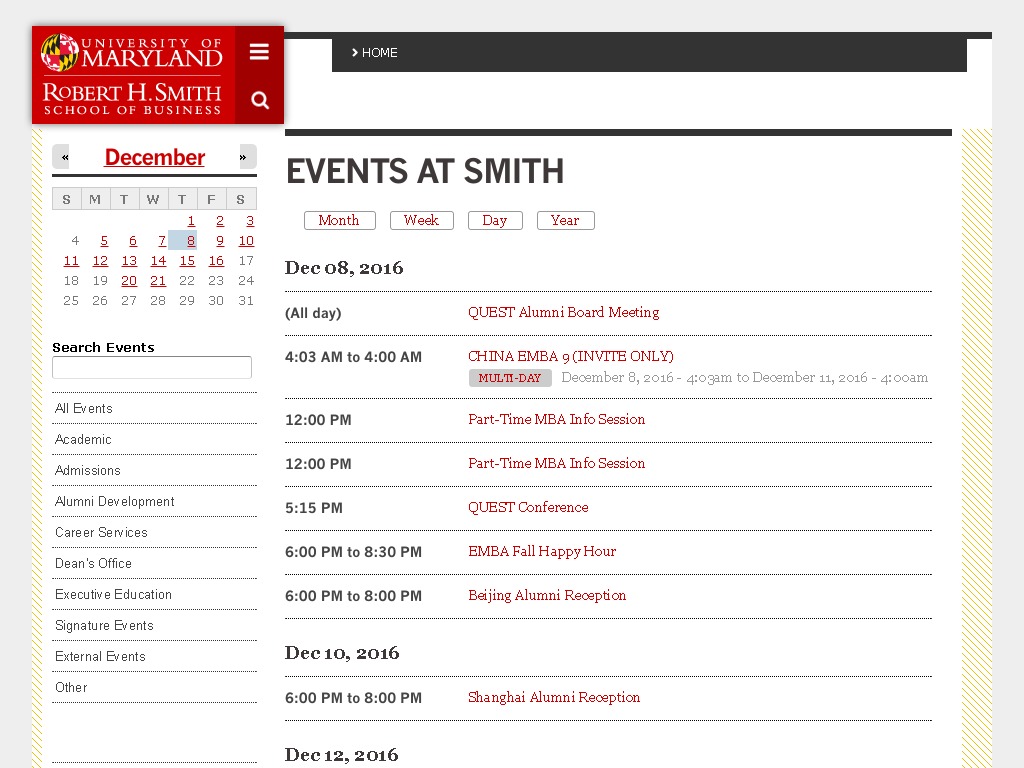 UNIVERSITY OF
MARYLAND
ROBERT H. SMITH
SCHOOL OF BUSINESS
HOME
« December »
S M T W T F S
1 2 3
4 5 6 7 8 9 10
11 12 13 14 15 16 17
18 19 20 21 22 23 24
25 26 27 28 29 30 31
Search Events
All Events
Academic
Admissions
Alumni Development
Career Services
Dean's Office
Executive Education
Signature Events
External Events
Other
EVENTS AT SMITH
Month Week Day Year
Dec 08, 2016
(All day) QUEST Alumni Board Meeting
4:03 AM to 4:00 AM CHINA EMBA 9 (INVITE ONLY)
MULTI-DAY December 8, 2016 - 4:03am to December 11, 2016 - 4:00am
12:00 PM Part-Time MBA Info Session
12:00 PM Part-Time MBA Info Session
5:15 PM QUEST Conference
6:00 PM to 8:30 PM EMBA Fall Happy Hour
6:00 PM to 8:00 PM Beijing Alumni Reception
Dec 10, 2016
6:00 PM to 8:00 PM Shanghai Alumni Reception
Dec 12, 2016